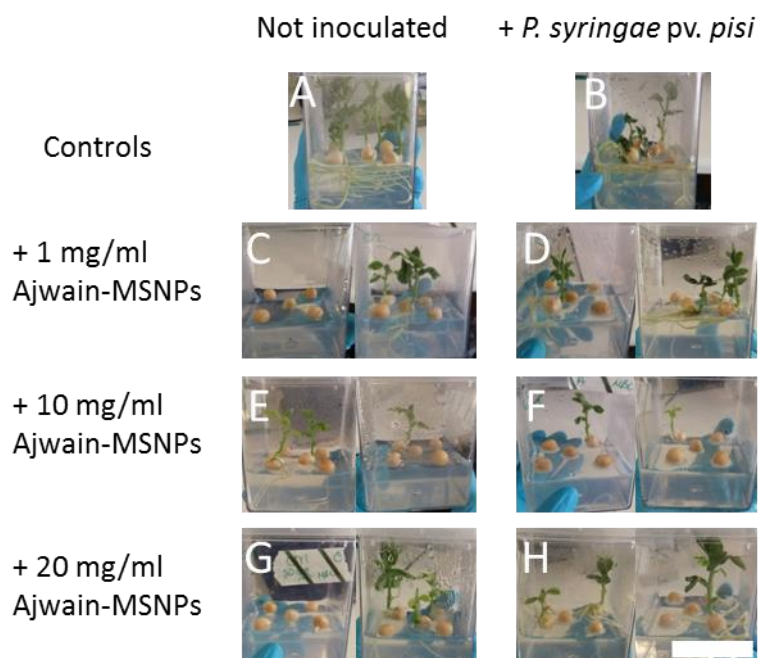 Not inoculated
+ P. syringae pv. pisi
Controls
A
B
+ 1 mg/ml
Ajwain-MSNPs
C
D
+ 10 mg/ml
Ajwain-MSNPs
E
F
+ 20 mg/ml
Ajwain-MSNPs
G
H